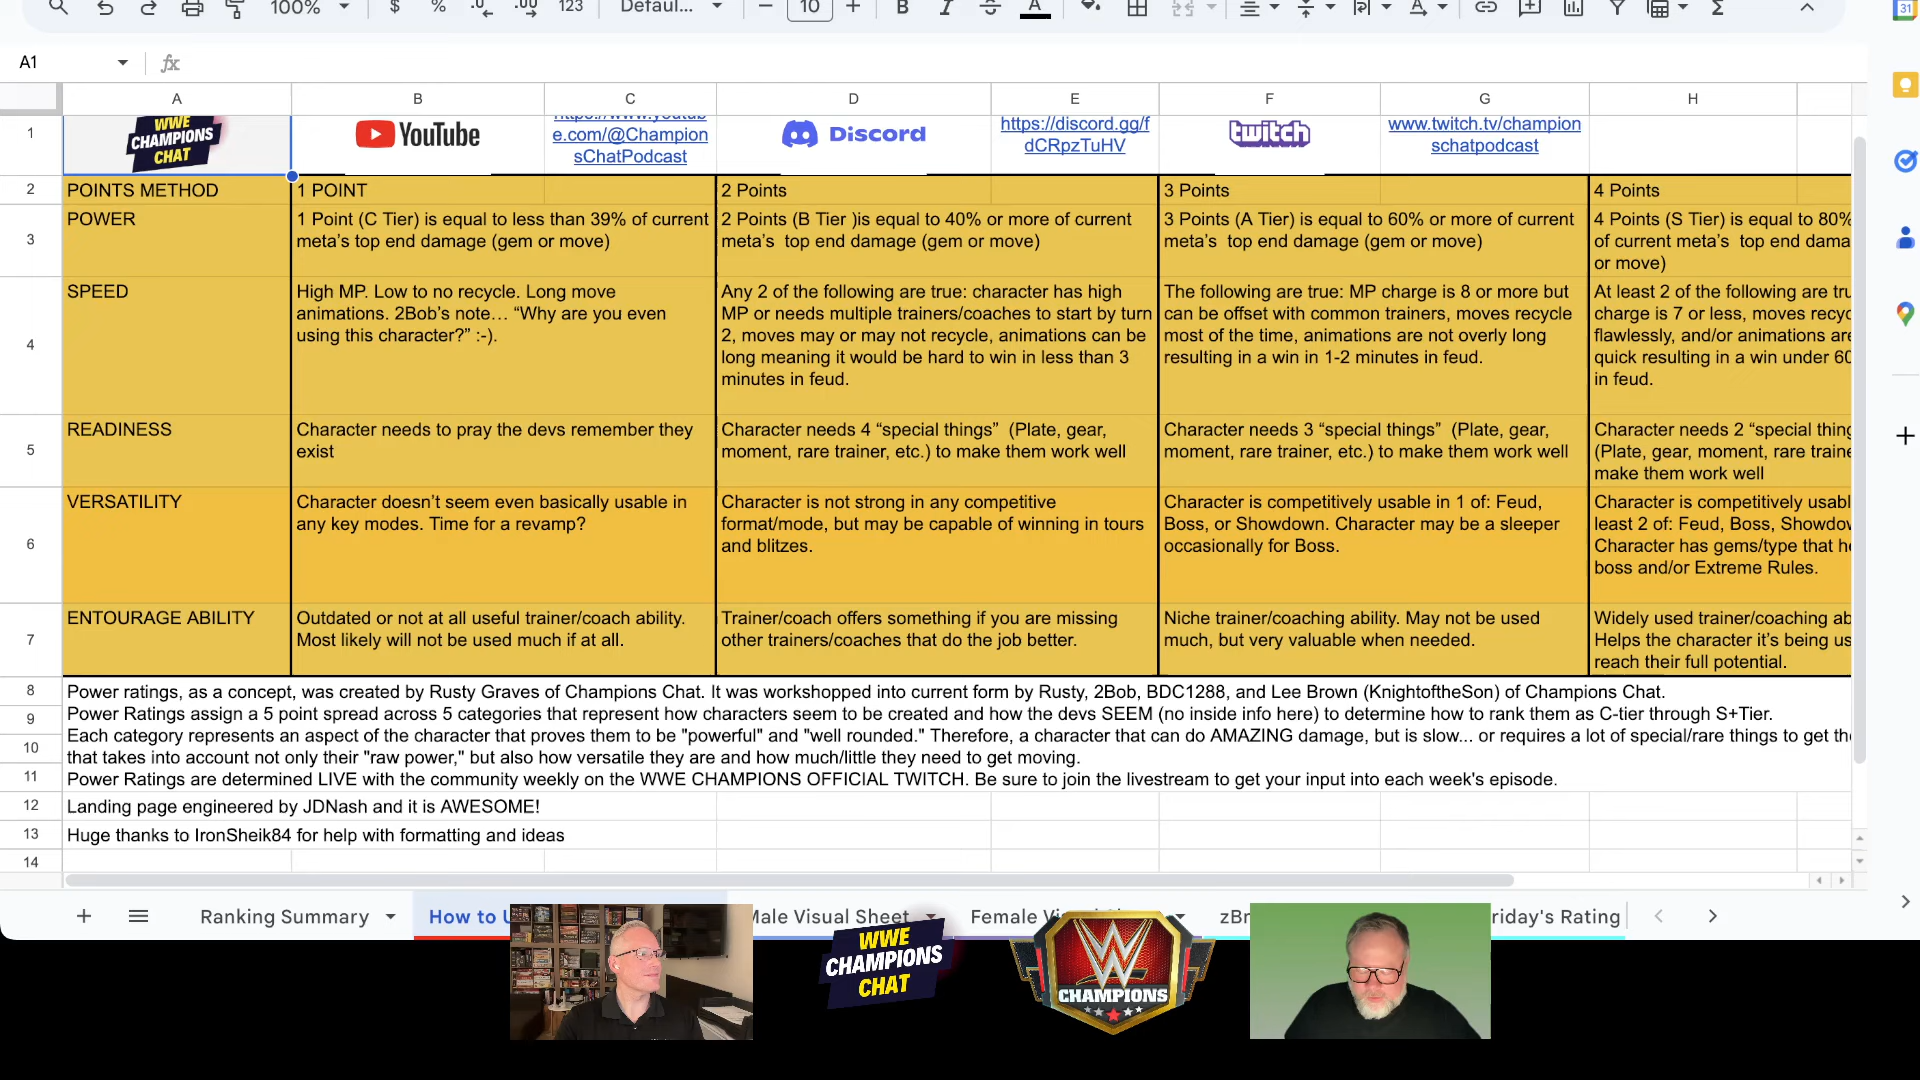 100% $ % 123 Defaul... 10 B I A Σ
31
A1 fx
A B C D E F G H
1 WWE CHAMPIONS CHAT YouTube https://www.youtub
e.com/@Champion
sChatPodcast
Discord https://discord.gg/f
dCRpzTuHV
twitch www.twitch.tv/champion
schatpodcast
2 POINTS METHOD 1 POINT 2 Points 3 Points 4 Points
3 POWER
1 Point (C Tier) is equal to less than 39% of current
meta's top end damage (gem or move)
2 Points (B Tier )is equal to 40% or more of current
meta's top end damage (gem or move)
3 Points (A Tier) is equal to 60% or more of current
meta's top end damage (gem or move)
4 Points (S Tier) is equal to 80%
of current meta's top end dama
or move)
4 SPEED
High MP. Low to no recycle. Long move
animations. 2Bob's note… “Why are you even
using this character?” :-).
Any 2 of the following are true: character has high
MP or needs multiple trainers/coaches to start by turn
2, moves may or may not recycle, animations can be
long meaning it would be hard to win in less than 3
minutes in feud.
The following are true: MP charge is 8 or more but
can be offset with common trainers, moves recycle
most of the time, animations are not overly long
resulting in a win in 1-2 minutes in feud.
At least 2 of the following are tru
charge is 7 or less, moves recyc
flawlessly, and/or animations are
quick resulting in a win under 60
in feud.
5 READINESS
Character needs to pray the devs remember they
exist
Character needs 4 “special things” (Plate, gear,
moment, rare trainer, etc.) to make them work well
Character needs 3 “special things” (Plate, gear,
moment, rare trainer, etc.) to make them work well
Character needs 2 “special thing
(Plate, gear, moment, rare traine
make them work well
6 VERSATILITY
Character doesn't seem even basically usable in
any key modes. Time for a revamp?
Character is not strong in any competitive
format/mode, but may be capable of winning in tours
and blitzes.
Character is competitively usable in 1 of: Feud,
Boss, or Showdown. Character may be a sleeper
occasionally for Boss.
Character is competitively usabl
least 2 of: Feud, Boss, Showdov
Character has gems/type that he
boss and/or Extreme Rules.
7 ENTOURAGE ABILITY
Outdated or not at all useful trainer/coach ability.
Most likely will not be used much if at all.
Trainer/coach offers something if you are missing
other trainers/coaches that do the job better.
Niche trainer/coaching ability. May not be used
much, but very valuable when needed.
Widely used trainer/coaching ab
Helps the character it's being us
reach their full potential.
8 Power ratings, as a concept, was created by Rusty Graves of Champions Chat. It was workshopped into current form by Rusty, 2Bob, BDC1288, and Lee Brown (KnightoftheSon) of Champions Chat.
9 Power Ratings assign a 5 point spread across 5 categories that represent how characters seem to be created and how the devs SEEM (no inside info here) to determine how to rank them as C-tier through S+Tier.
10 Each category represents an aspect of the character that proves them to be "powerful" and "well rounded." Therefore, a character that can do AMAZING damage, but is slow... or requires a lot of special/rare things to get th
that takes into account not only their "raw power," but also how versatile they are and how much/little they need to get moving.
11 Power Ratings are determined LIVE with the community weekly on the WWE CHAMPIONS OFFICIAL TWITCH. Be sure to join the livestream to get your input into each week's episode.
12 Landing page engineered by JDNash and it is AWESOME!
13 Huge thanks to IronSheik84 for help with formatting and ideas
14
Ranking Summary How to U Male Visual Sheet Female Vi zBr riday's Rating
WWE CHAMPIONS CHAT
W CHAMPIONS